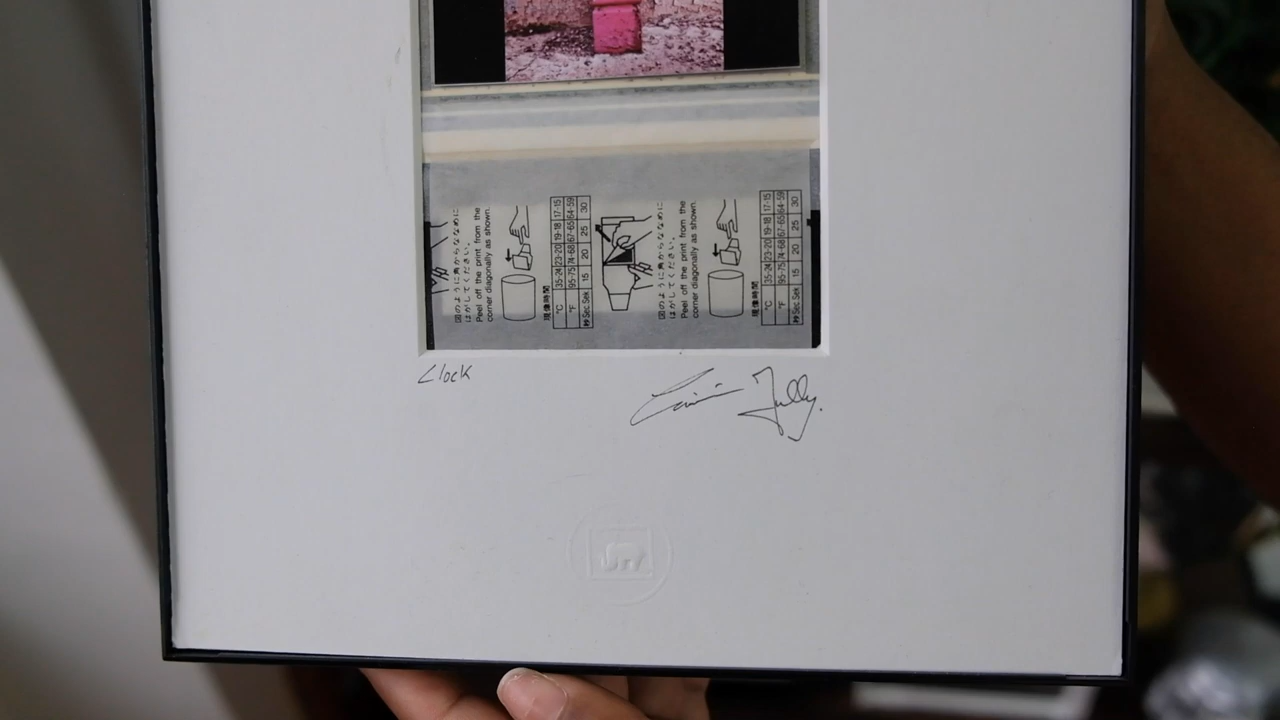 図のように角からななめに
はがしてください。
Peel off the print from the
corner diagonally as shown.
現像時間
°C 35-24 23-20 19-18 17-15
°F 95-75 74-68 67-65 64-59
秒 Sec.Sek 15 20 25 30
図のように角からななめに
はがしてください。
Peel off the print from the
corner diagonally as shown.
現像時間
°C 35-24 23-20 19-18 17-15
°F 95-75 74-68 67-65 64-59
秒 Sec.Sek 15 20 25 30
Clock